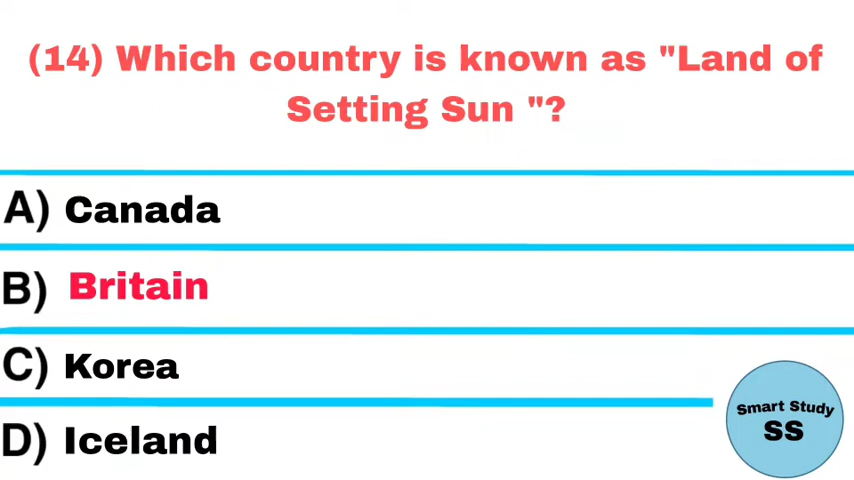 (14) Which country is known as "Land of
Setting Sun "?
A) Canada
B) Britain
C) Korea
D) Iceland
Smart Study
SS